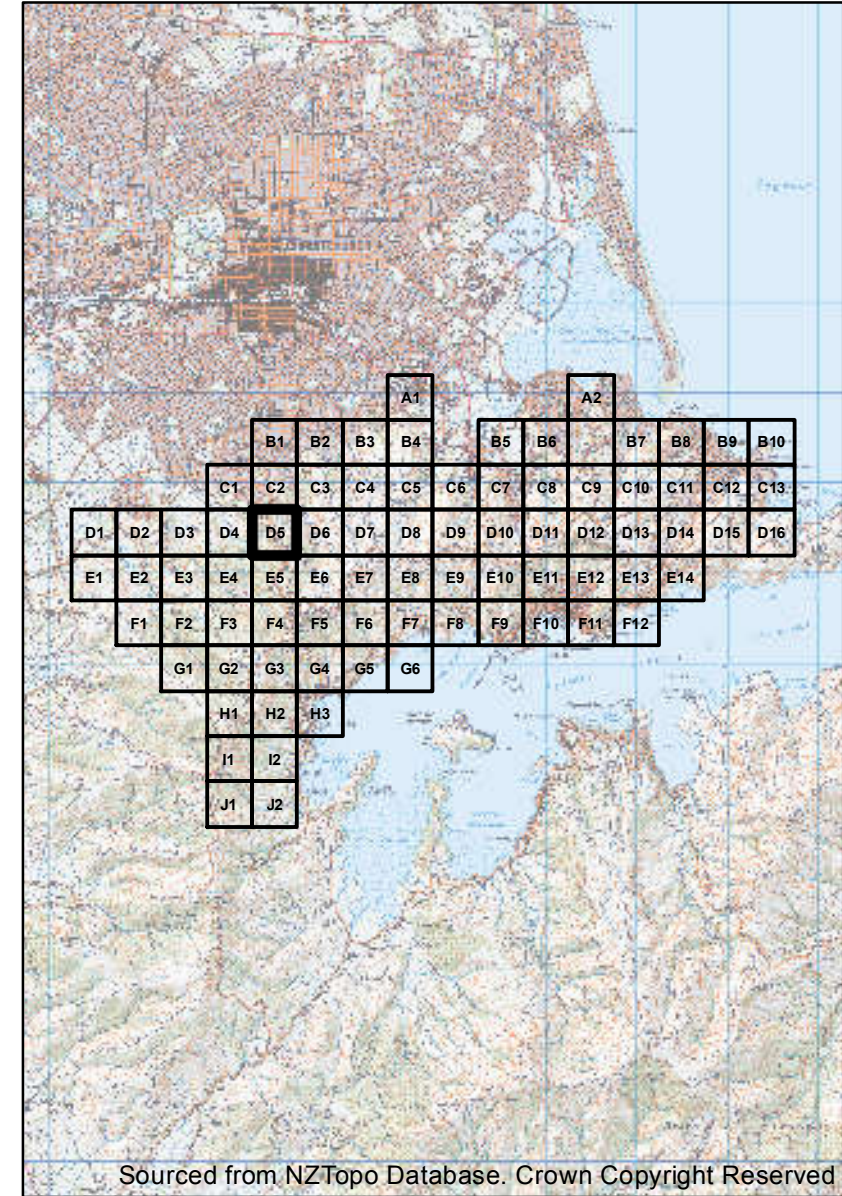 A1 A2
B1 B2 B3 B4 B5 B6 B7 B8 B9 B10
C1 C2 C3 C4 C5 C6 C7 C8 C9 C10 C11 C12 C13
D1 D2 D3 D4 D5 D6 D7 D8 D9 D10 D11 D12 D13 D14 D15 D16
E1 E2 E3 E4 E5 E6 E7 E8 E9 E10 E11 E12 E13 E14
F1 F2 F3 F4 F5 F6 F7 F8 F9 F10 F11 F12
G1 G2 G3 G4 G5 G6
H1 H2 H3
I1 I2
J1 J2
Sourced from NZTopo Database. Crown Copyright Reserved